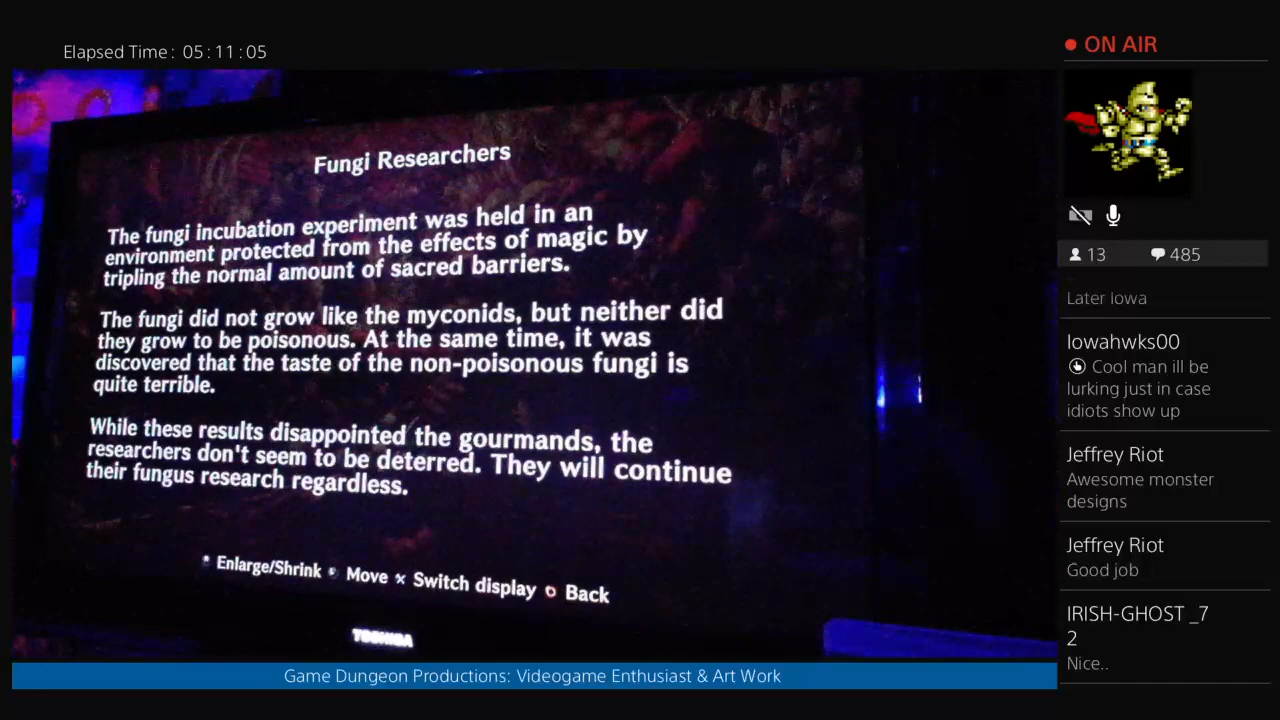 Elapsed Time: 05:11:05
ON AIR
Fungi Researchers
The fungi incubation experiment was held in an
environment protected from the effects of magic by
tripling the normal amount of sacred barriers.
The fungi did not grow like the myconids, but neither did
they grow to be poisonous. At the same time, it was
discovered that the taste of the non-poisonous fungi is
quite terrible.
While these results disappointed the gourmands, the
researchers don't seem to be deterred. They will continue
their fungus research regardless.
Enlarge/Shrink Move × Switch display Back
TOSHIBA
Game Dungeon Productions: Videogame Enthusiast & Art Work
13 485
Later Iowa
Iowahwks00
Cool man ill be
lurking just in case
idiots show up
Jeffrey Riot
Awesome monster
designs
Jeffrey Riot
Good job
IRISH-GHOST _7
2
Nice..